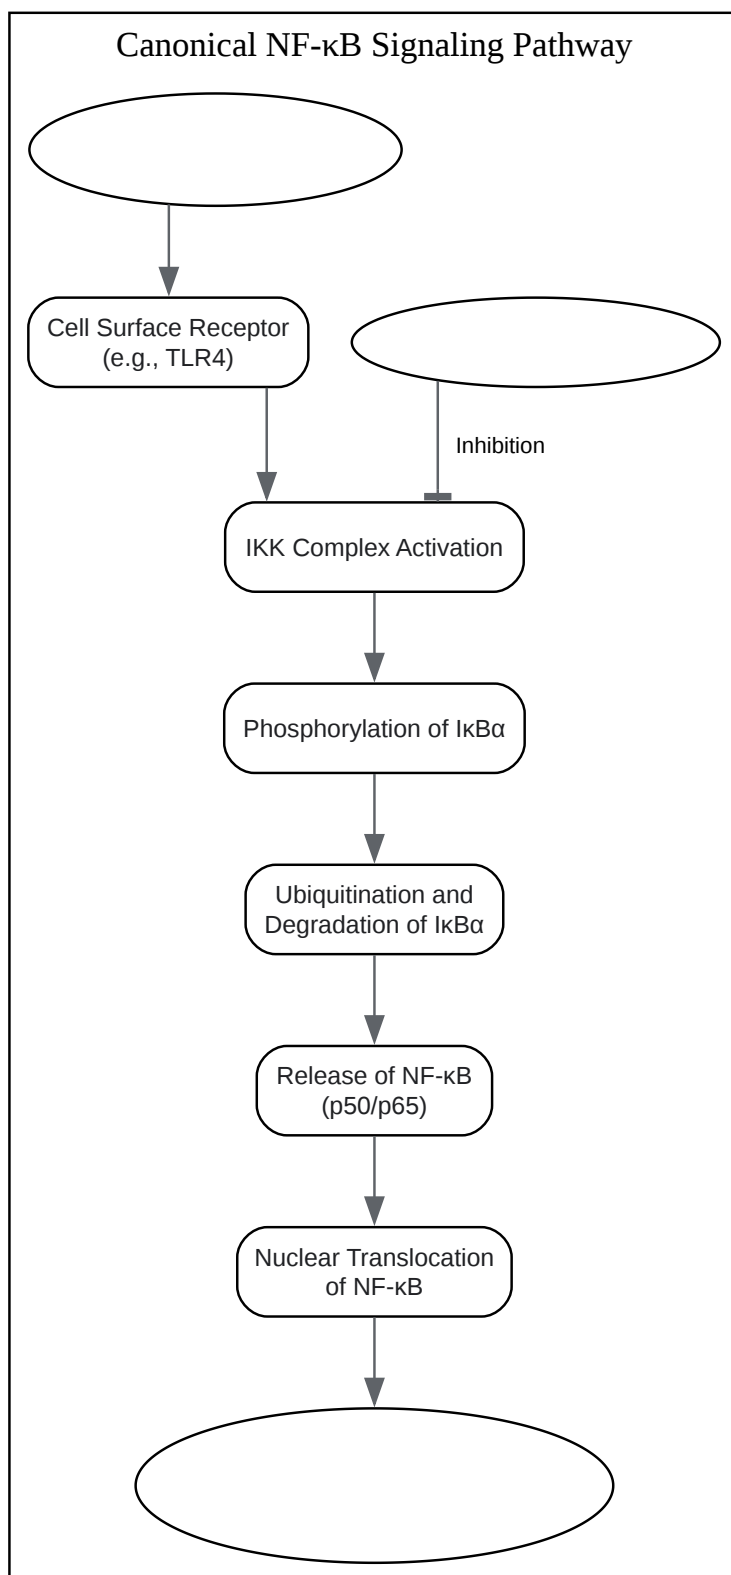 Canonical NF-κB Signaling Pathway
Cell Surface Receptor
(e.g., TLR4)
Inhibition
IKK Complex Activation
Phosphorylation of IκBα
Ubiquitination and
Degradation of IκBα
Release of NF-κB
(p50/p65)
Nuclear Translocation
of NF-κB